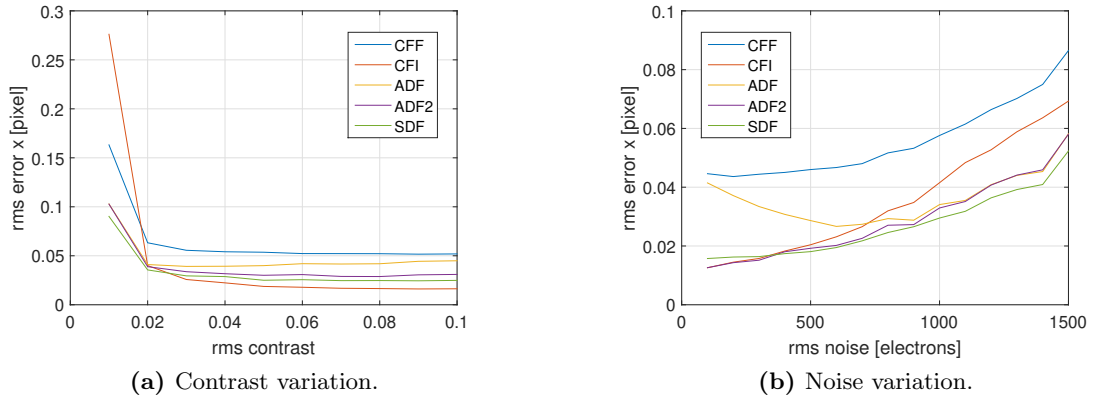 0.3
0.25
0.2
0.15
0.1
0.05
0
rms error x [pixel]
CFF
CFI
ADF
ADF2
SDF
0 0.02 0.04 0.06 0.08 0.1
rms contrast
(a) Contrast variation.
0.1
0.08
0.06
0.04
0.02
0
rms error x [pixel]
CFF
CFI
ADF
ADF2
SDF
0 500 1000 1500
rms noise [electrons]
(b) Noise variation.